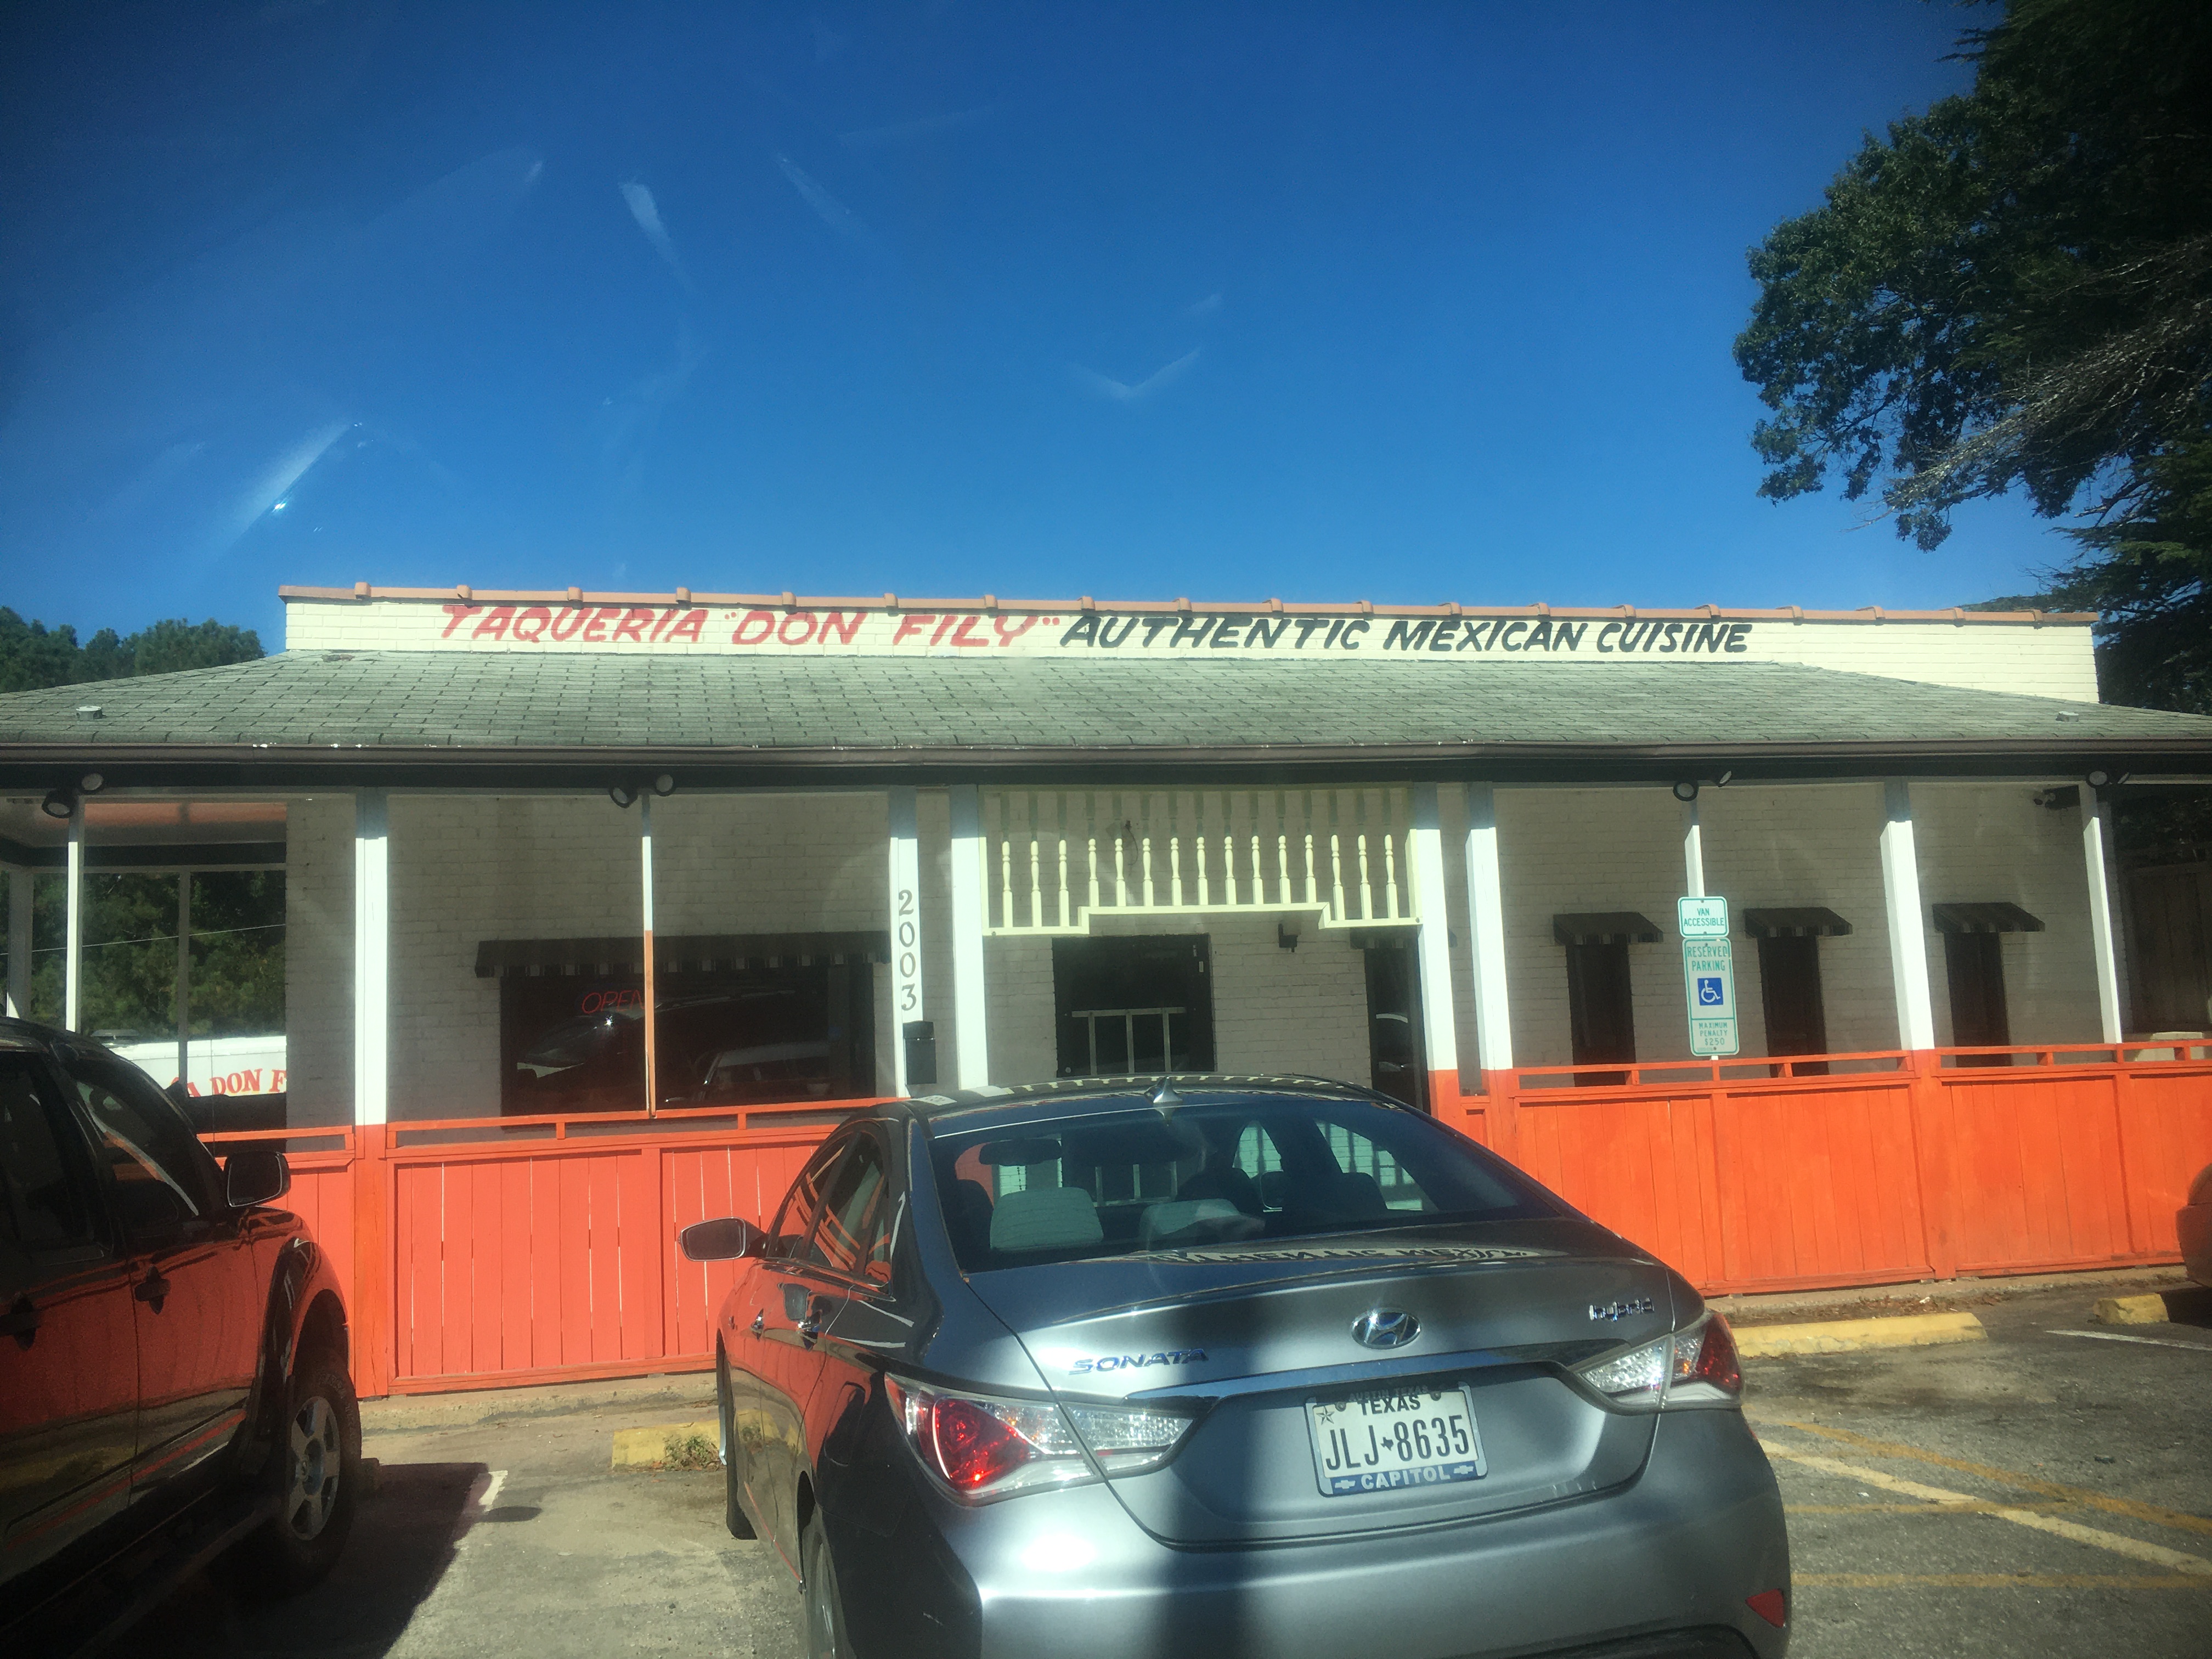 TAQUERIA "DON FILY" AUTHENTIC MEXICAN CUISINE
2003
OPEN
VAN
ACCESSIBLE
RESERVED
PARKING
MAXIMUM
PENALTY
$250
DON F
SONATA
hybrid
TEXAS
JLJ★8635
CAPITOL